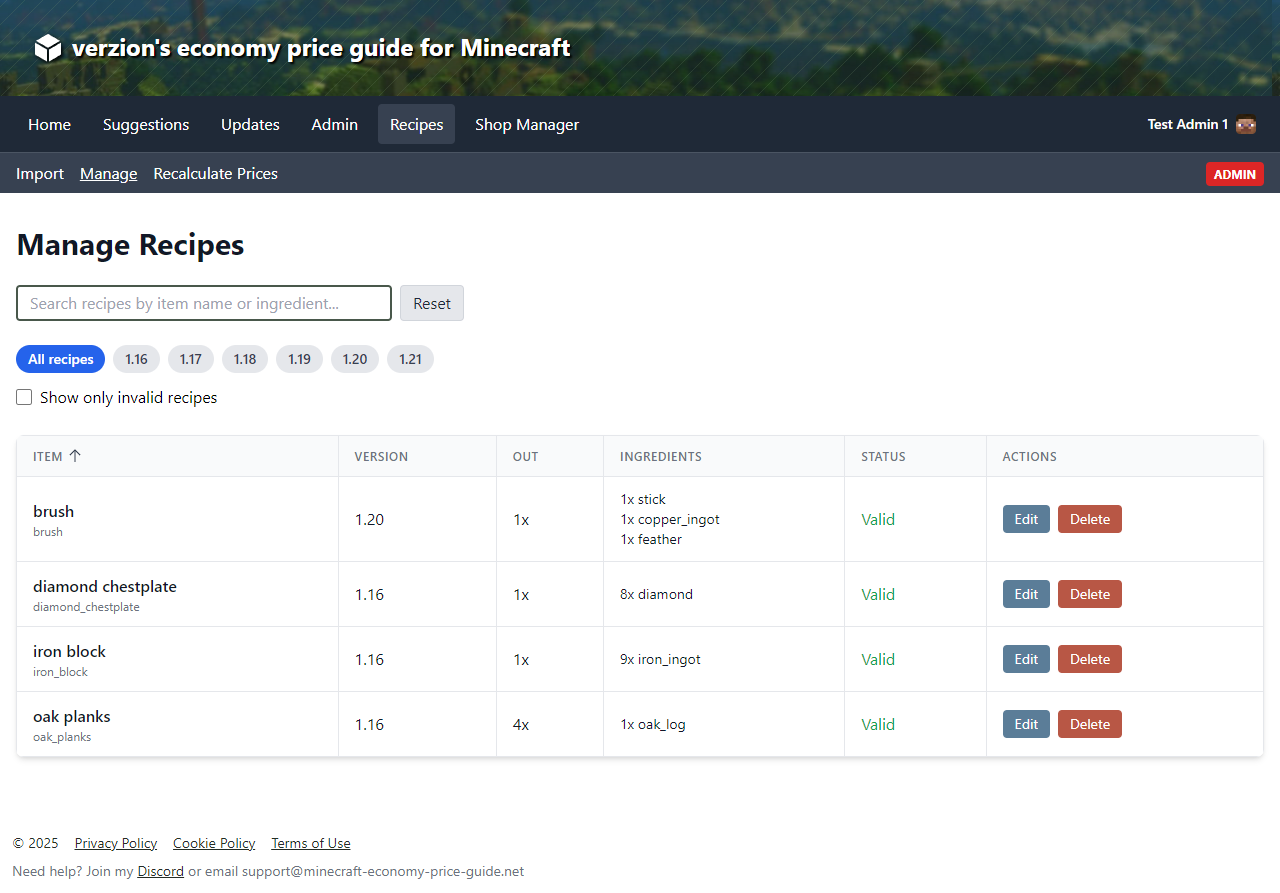 verzion's economy price guide for Minecraft
Home Suggestions Updates Admin Recipes Shop Manager Test Admin 1
Import Manage Recalculate Prices ADMIN
Manage Recipes
Search recipes by item name or ingredient... Reset
All recipes 1.16 1.17 1.18 1.19 1.20 1.21
Show only invalid recipes
ITEM VERSION OUT INGREDIENTS STATUS ACTIONS
brush
brush
1.20
1x
1x stick
1x copper_ingot
1x feather
Valid
Edit Delete
diamond chestplate
diamond_chestplate
1.16
1x
8x diamond
Valid
Edit Delete
iron block
iron_block
1.16
1x
9x iron_ingot
Valid
Edit Delete
oak planks
oak_planks
1.16
4x
1x oak_log
Valid
Edit Delete
© 2025 Privacy Policy Cookie Policy Terms of Use
Need help? Join my Discord or email support@minecraft-economy-price-guide.net